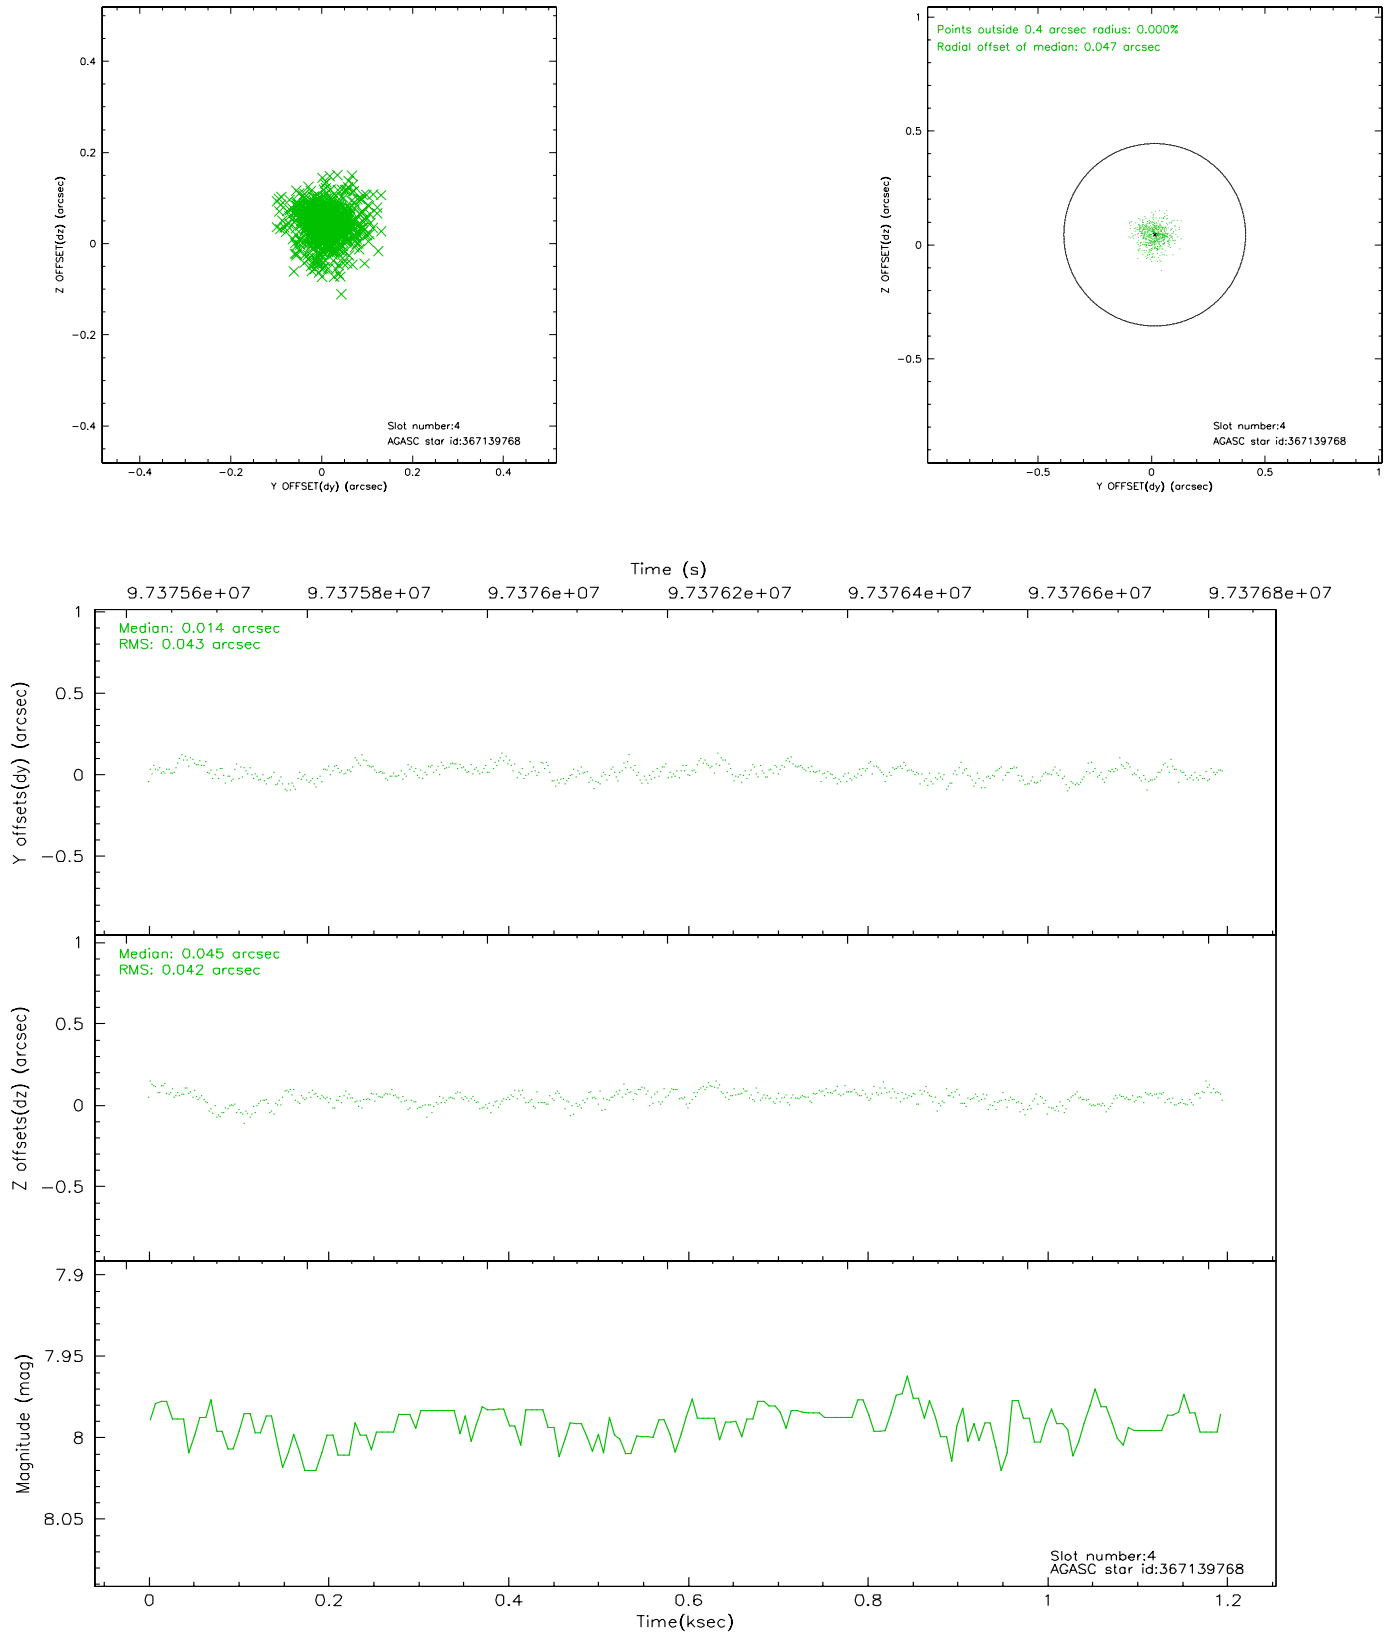 0.4
0.2
0
−0.2
−0.4
Z OFFSET(dz) (arcsec)
Slot number:4
AGASC star id:367139768
−0.4 −0.2 0 0.2 0.4
Y OFFSET(dy) (arcsec)
Points outside 0.4 arcsec radius: 0.000%
Radial offset of median: 0.047 arcsec
1
0.5
0
−0.5
Z OFFSET(dz) (arcsec)
Slot number:4
AGASC star id:367139768
−0.5 0 0.5 1
Y OFFSET(dy) (arcsec)
Time (s)
9.73756e+07 9.73758e+07 9.7376e+07 9.73762e+07 9.73764e+07 9.73766e+07 9.73768e+07
Median: 0.014 arcsec
RMS: 0.043 arcsec
1
0.5
0
−0.5
Y offsets(dy) (arcsec)
Median: 0.045 arcsec
RMS: 0.042 arcsec
1
0.5
0
−0.5
Z offsets(dz) (arcsec)
7.9
7.95
8
8.05
Magnitude (mag)
Slot number:4
AGASC star id:367139768
0 0.2 0.4 0.6 0.8 1 1.2
Time(ksec)